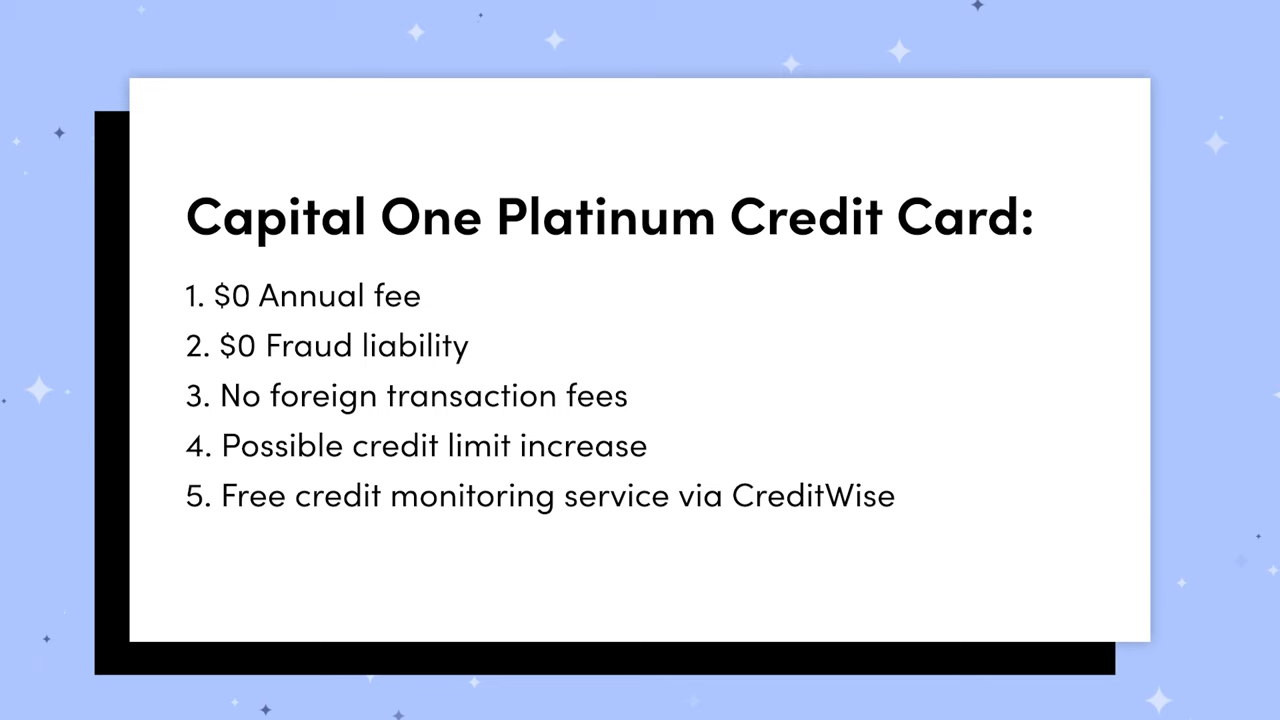 Capital One Platinum Credit Card:
1. $0 Annual fee
2. $0 Fraud liability
3. No foreign transaction fees
4. Possible credit limit increase
5. Free credit monitoring service via CreditWise